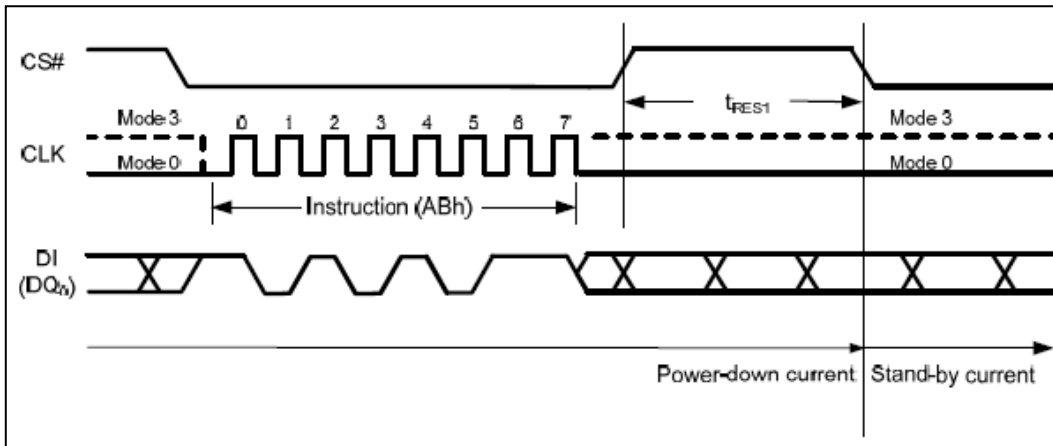 CS#
tRES1
Mode 3 Mode 3
CLK
Mode 0 Mode 0
0 1 2 3 4 5 6 7
Instruction (ABh)
DI
(DQ0)
Power-down current Stand-by current